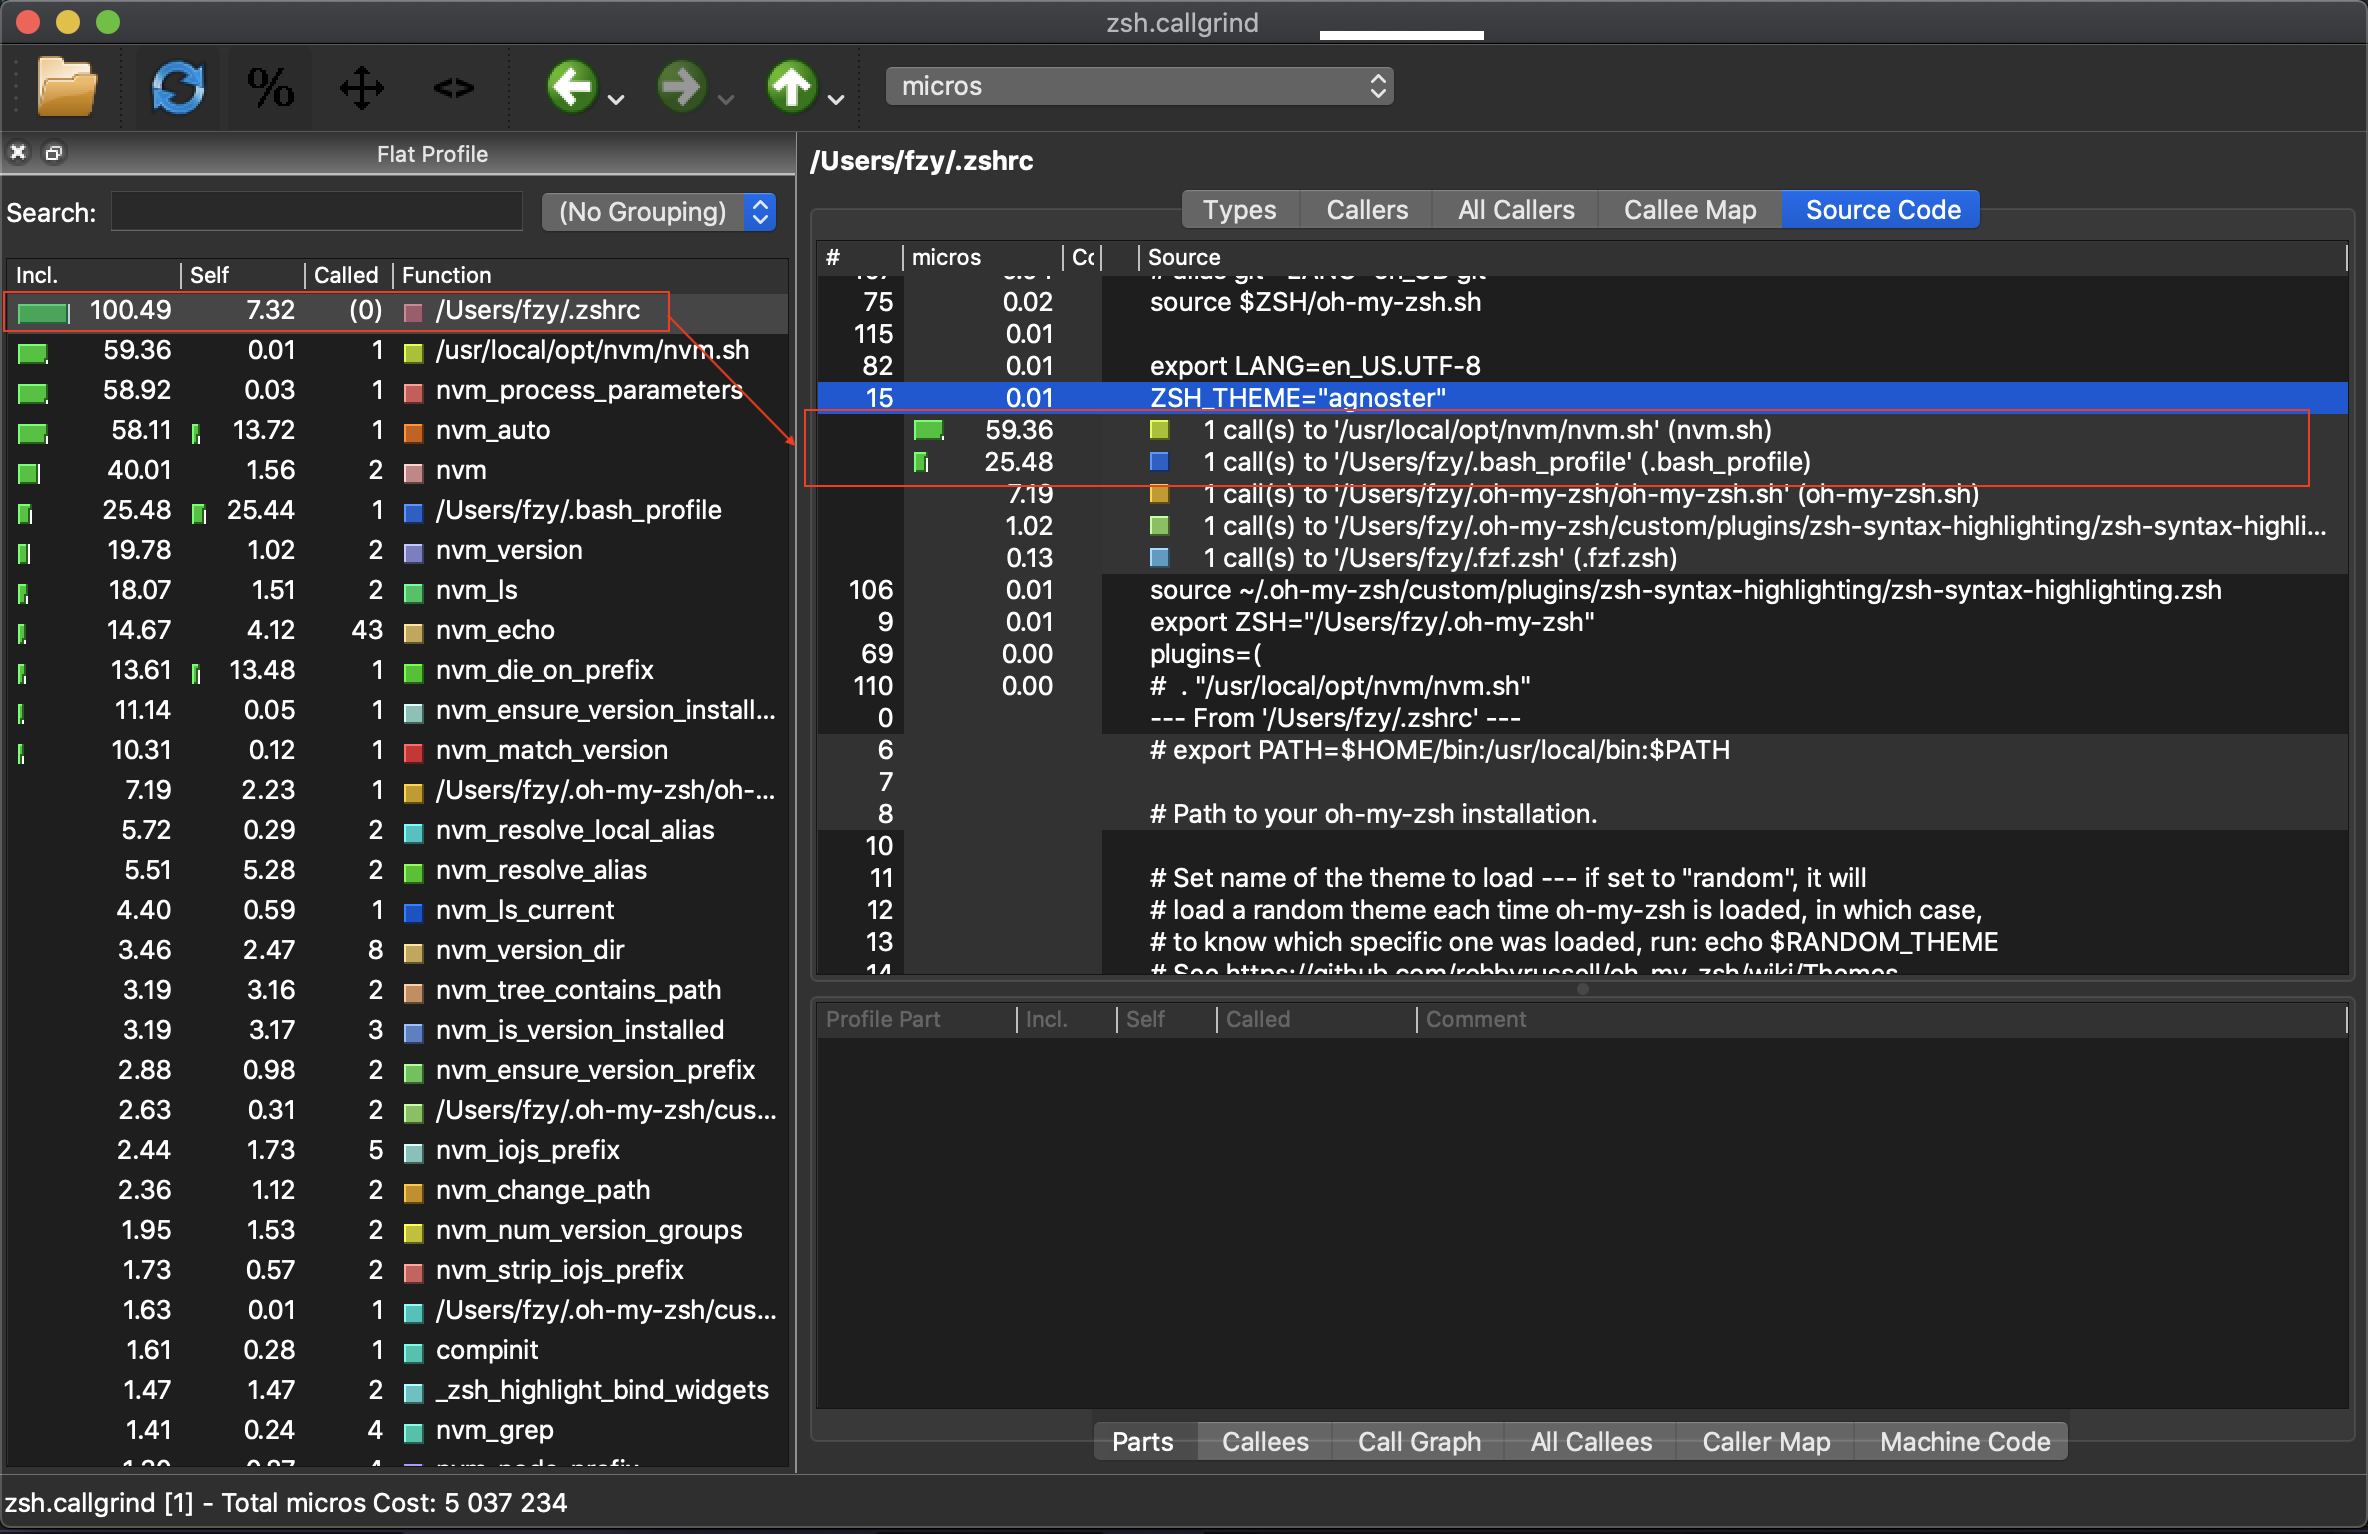 zsh.callgrind
%
<>
micros
Flat Profile
Search:
(No Grouping)
Incl. Self Called Function
100.49 7.32 (0) /Users/fzy/.zshrc
59.36 0.01 1 /usr/local/opt/nvm/nvm.sh
58.92 0.03 1 nvm_process_parameters
58.11 13.72 1 nvm_auto
40.01 1.56 2 nvm
25.48 25.44 1 /Users/fzy/.bash_profile
19.78 1.02 2 nvm_version
18.07 1.51 2 nvm_ls
14.67 4.12 43 nvm_echo
13.61 13.48 1 nvm_die_on_prefix
11.14 0.05 1 nvm_ensure_version_install...
10.31 0.12 1 nvm_match_version
7.19 2.23 1 /Users/fzy/.oh-my-zsh/oh-...
5.72 0.29 2 nvm_resolve_local_alias
5.51 5.28 2 nvm_resolve_alias
4.40 0.59 1 nvm_ls_current
3.46 2.47 8 nvm_version_dir
3.19 3.16 2 nvm_tree_contains_path
3.19 3.17 3 nvm_is_version_installed
2.88 0.98 2 nvm_ensure_version_prefix
2.63 0.31 2 /Users/fzy/.oh-my-zsh/cus...
2.44 1.73 5 nvm_iojs_prefix
2.36 1.12 2 nvm_change_path
1.95 1.53 2 nvm_num_version_groups
1.73 0.57 2 nvm_strip_iojs_prefix
1.63 0.01 1 /Users/fzy/.oh-my-zsh/cus...
1.61 0.28 1 compinit
1.47 1.47 2 _zsh_highlight_bind_widgets
1.41 0.24 4 nvm_grep
/Users/fzy/.zshrc
Types Callers All Callers Callee Map Source Code
# micros Source
75 0.02 source $ZSH/oh-my-zsh.sh
115 0.01
82 0.01 export LANG=en_US.UTF-8
15 0.01 ZSH_THEME="agnoster"
59.36 1 call(s) to '/usr/local/opt/nvm/nvm.sh' (nvm.sh)
25.48 1 call(s) to '/Users/fzy/.bash_profile' (.bash_profile)
7.19 1 call(s) to '/Users/fzy/.oh-my-zsh/oh-my-zsh.sh' (oh-my-zsh.sh)
1.02 1 call(s) to '/Users/fzy/.oh-my-zsh/custom/plugins/zsh-syntax-highlighting/zsh-syntax-highli...
0.13 1 call(s) to '/Users/fzy/.fzf.zsh' (.fzf.zsh)
106 0.01 source ~/.oh-my-zsh/custom/plugins/zsh-syntax-highlighting/zsh-syntax-highlighting.zsh
9 0.01 export ZSH="/Users/fzy/.oh-my-zsh"
69 0.00 plugins=(
110 0.00 # . "/usr/local/opt/nvm/nvm.sh"
0 --- From '/Users/fzy/.zshrc' ---
6 # export PATH=$HOME/bin:/usr/local/bin:$PATH
7
8 # Path to your oh-my-zsh installation.
10
11 # Set name of the theme to load --- if set to "random", it will
12 # load a random theme each time oh-my-zsh is loaded, in which case,
13 # to know which specific one was loaded, run: echo $RANDOM_THEME
14 # See https://github.com/robbyrussell/oh-my-zsh/wiki/Themes
Profile Part Incl. Self Called Comment
Parts Callees Call Graph All Callees Caller Map Machine Code
zsh.callgrind [1] - Total micros Cost: 5 037 234